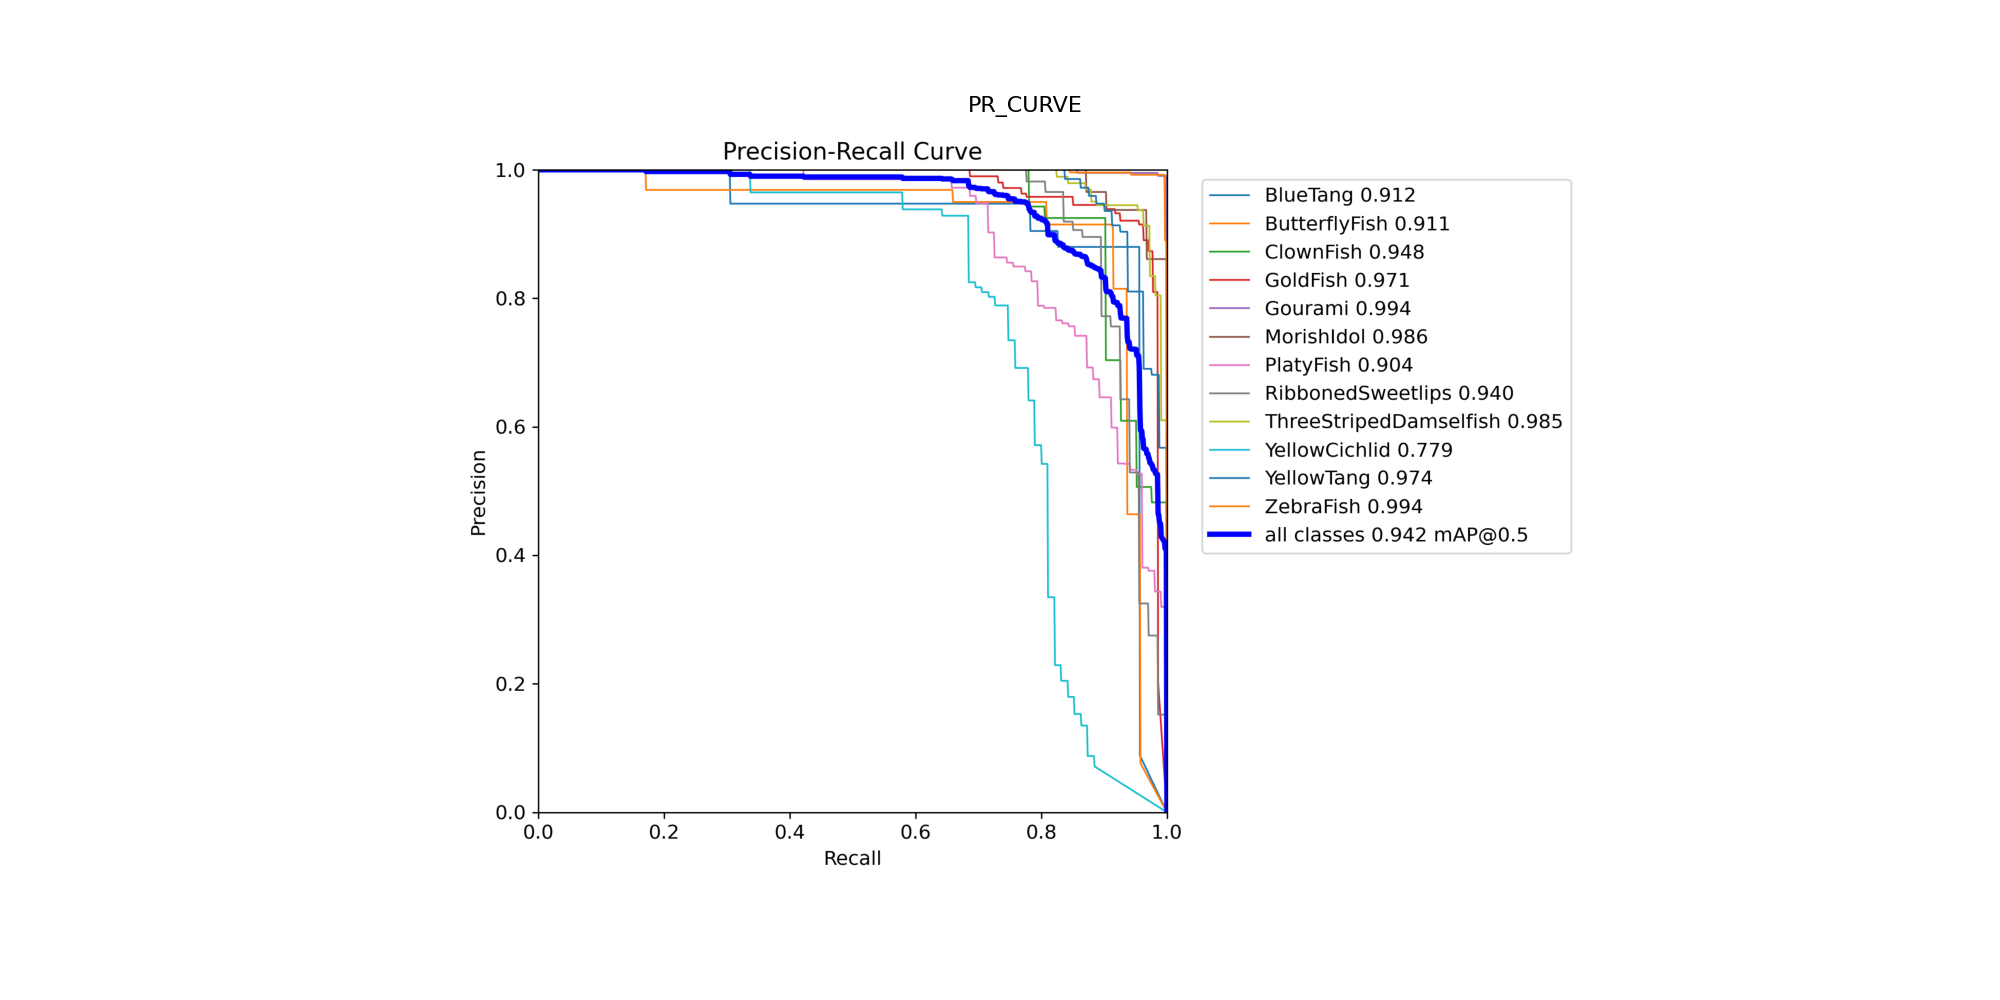 PR_CURVE
Precision-Recall Curve
1.0
0.8
0.6
0.4
0.2
0.0
Precision
0.0 0.2 0.4 0.6 0.8 1.0
Recall
BlueTang 0.912
ButterflyFish 0.911
ClownFish 0.948
GoldFish 0.971
Gourami 0.994
MorishIdol 0.986
PlatyFish 0.904
RibbonedSweetlips 0.940
ThreeStripedDamselfish 0.985
YellowCichlid 0.779
YellowTang 0.974
ZebraFish 0.994
all classes 0.942 mAP@0.5